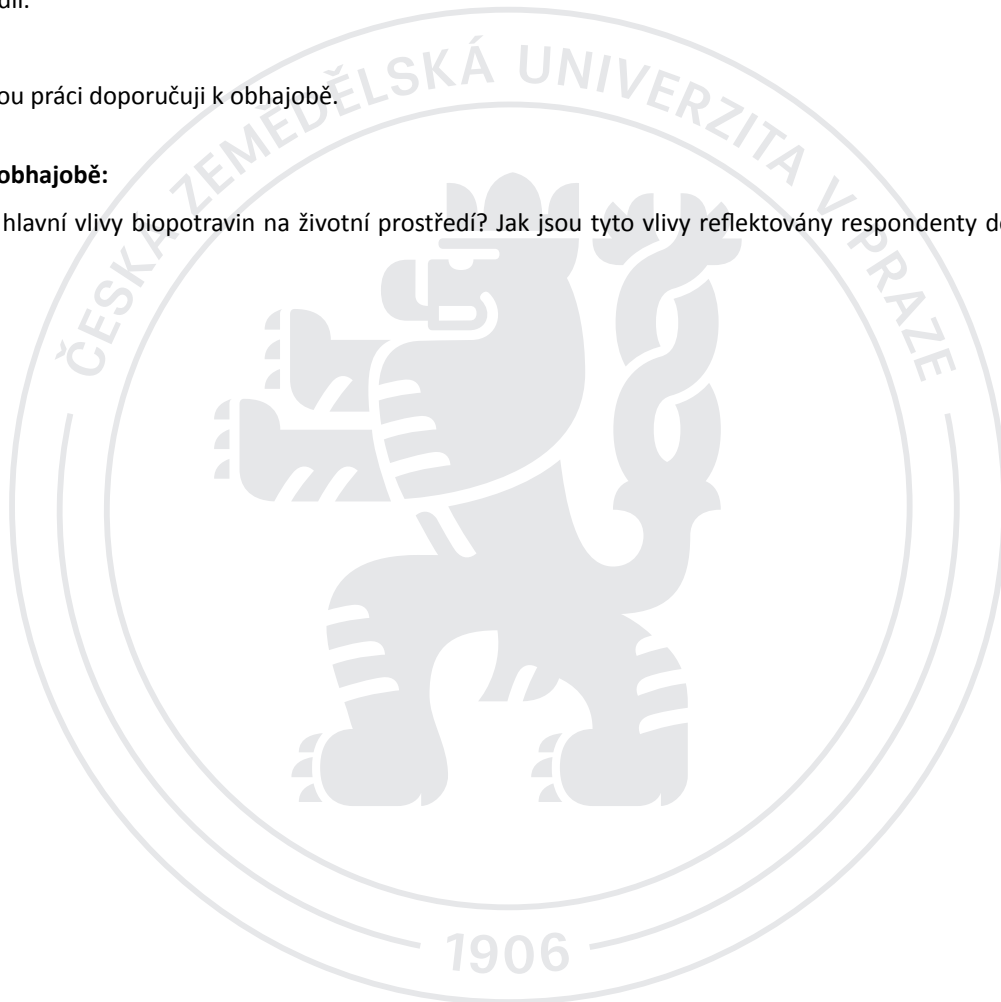 ou práci doporučuji k obhajobě.
obhajobě:
hlavní vlivy biopotravin na životní prostředí? Jak jsou tyto vlivy reflektovány respondenty
ČESKÁ ZEMĚDĚLSKÁ UNIVERZITA V PRAZE
1906